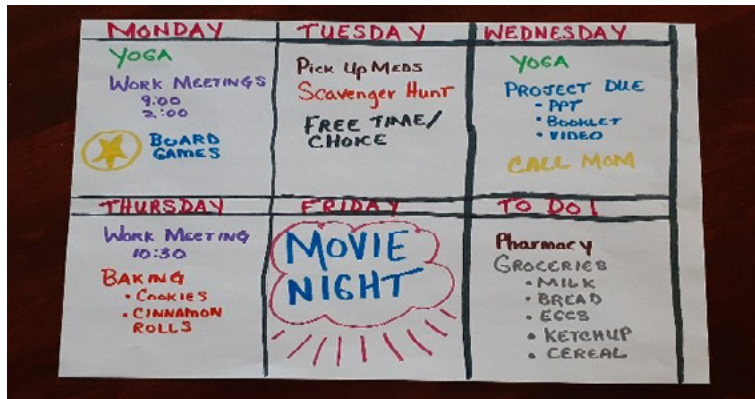 MONDAY
YOGA
WORK MEETINGS
9:00
2:00
BOARD
GAMES
TUESDAY
PICK UP MEDS
Scavenger Hunt
FREE TIME/
CHOICE
WEDNESDAY
YOGA
PROJECT DUE
- PPT
- BOOKLET
- VIDEO
CALL MOM
THURSDAY
WORK MEETING
10:30
BAKING
• COOKIES
• CINNAMON
ROLLS
FRIDAY
MOVIE
NIGHT
TO DO!
Pharmacy
GROCERIES
• MILK
• BREAD
• EGGS
• KETCHUP
• CEREAL